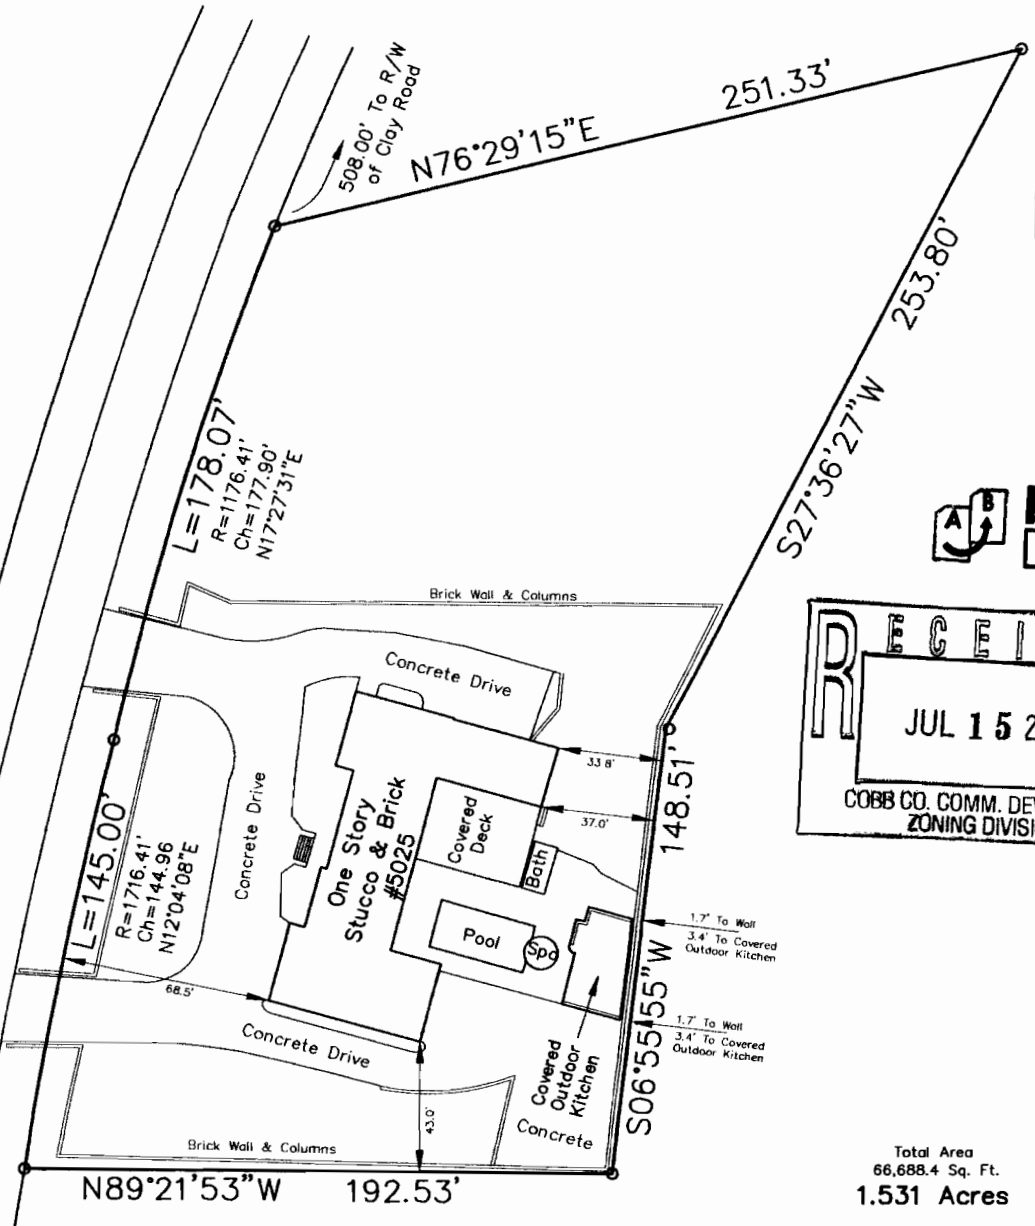 508.00' To R/W
of Clay Road
N76°29'15"E
251.33'
253.80'
S27°36'27"W
L=178.07'
R=1176.41'
Ch=177.90'
N17°27'31"E
A
B
Brick Wall & Columns
RECEI
JUL 15 2
COBB CO. COMM. DE
ZONING DIVISI
Concrete Drive
33.8'
37.0'
148.51'
Concrete Drive
One Story
Stucco & Brick
#5025
Covered
Deck
Bath
Pool
Spa
L=145.00'
R=1716.41'
Ch=144.96
N12°04'08"E
1.7' To Wall
3.4' To Covered
Outdoor Kitchen
68.5'
1.7' To Wall
3.4' To Covered
Outdoor Kitchen
S06°55'55"W
Concrete Drive
Covered
Outdoor
Kitchen
43.0'
Concrete
Brick Wall & Columns
N89°21'53"W
192.53'
Total Area
66,688.4 Sq. Ft.
1.531 Acres